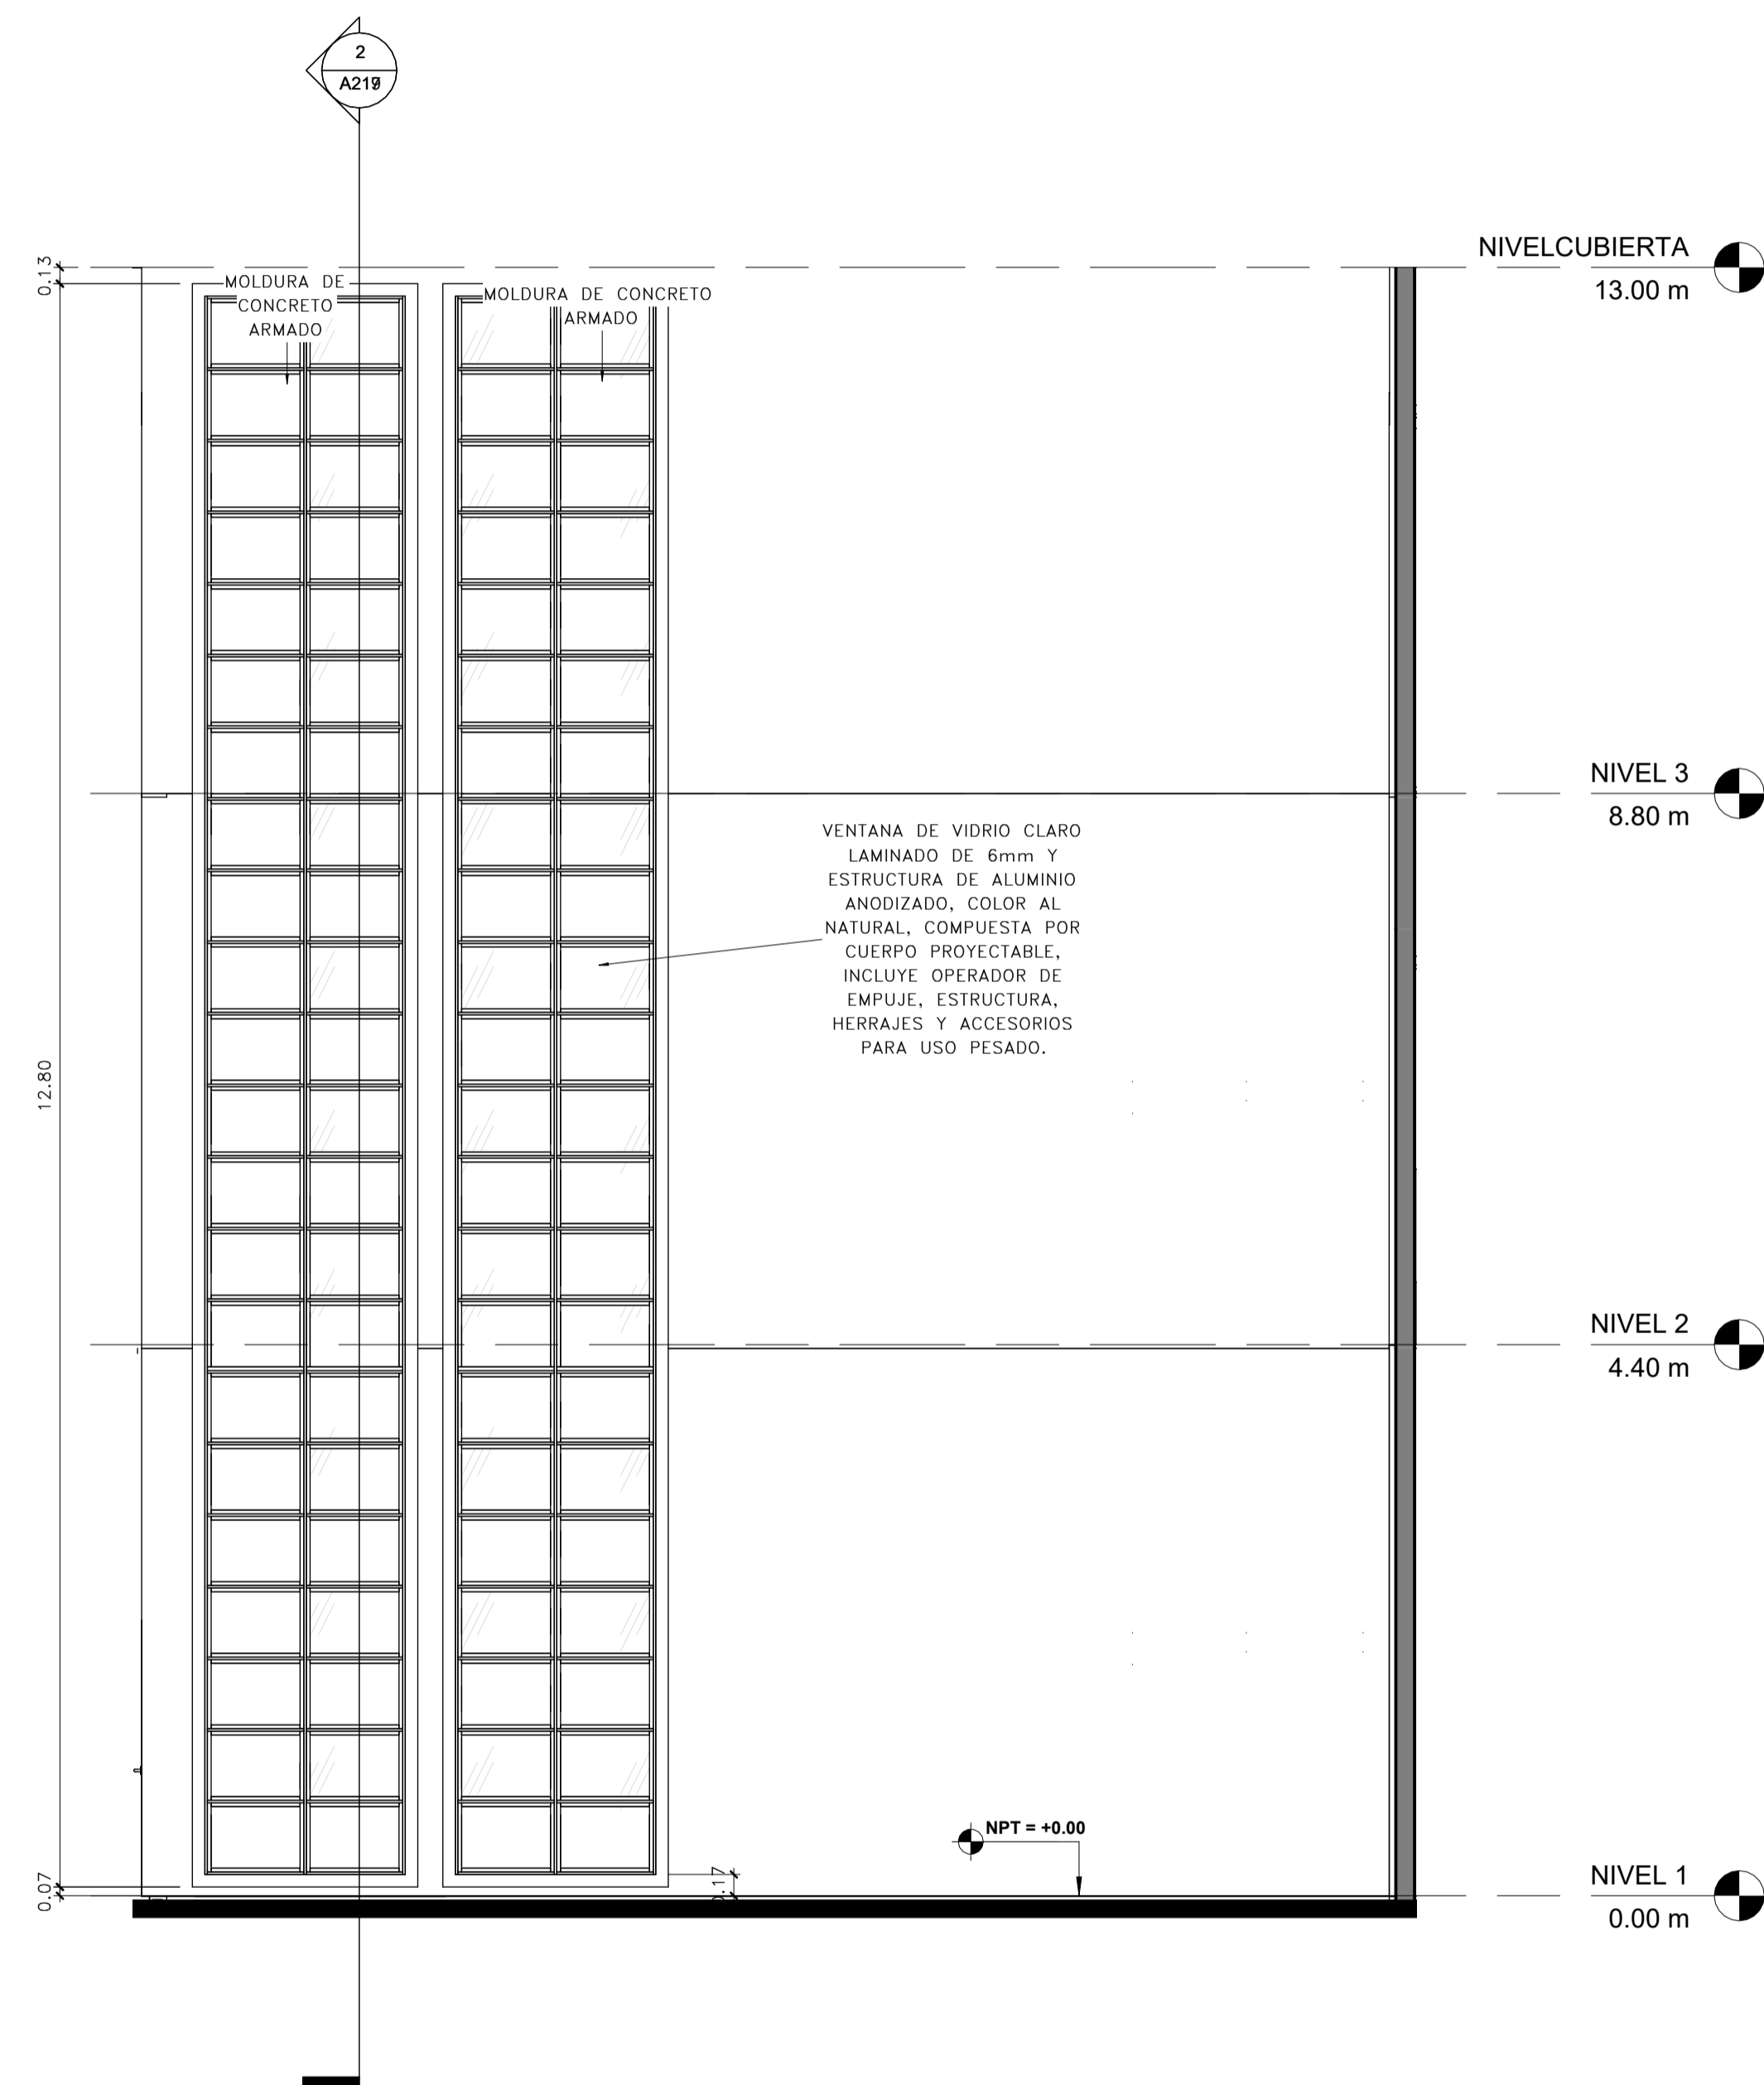 2
NIVELCUBIERTA
13.00 m
0.13
MOLDURA DE
CONCRETO
ARMADO
MOLDURA DE CONCRETO
ARMADO
NIVEL 3
8.80 m
VENTANA DE VIDRIO CLARO
LAMINADO DE 6mm Y
ESTRUCTURA DE ALUMINIO
ANODIZADO, COLOR AL
NATURAL, COMPUESTA POR
CUERPO PROYECTABLE,
INCLUYE OPERADOR DE
EMPUJE, ESTRUCTURA,
HERRAJES Y ACCESORIOS
PARA USO PESADO.
12.80
NIVEL 2
4.40 m
NPT = +0.00
0.07
0.17
NIVEL 1
0.00 m